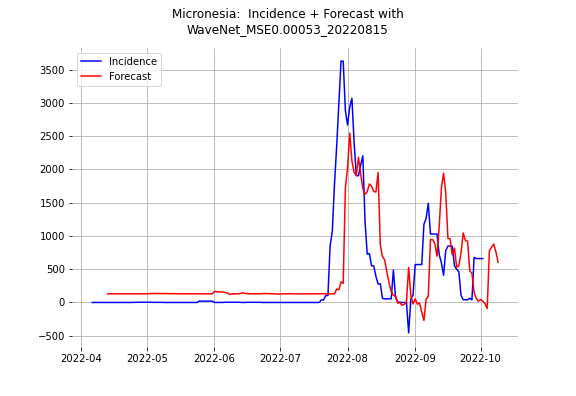 Micronesia:  Incidence + Forecast with
WaveNet_MSE0.00053_20220815
Incidence
Forecast
3500
3000
2500
2000
1500
1000
500
0
−500
2022-04 2022-05 2022-06 2022-07 2022-08 2022-09 2022-10